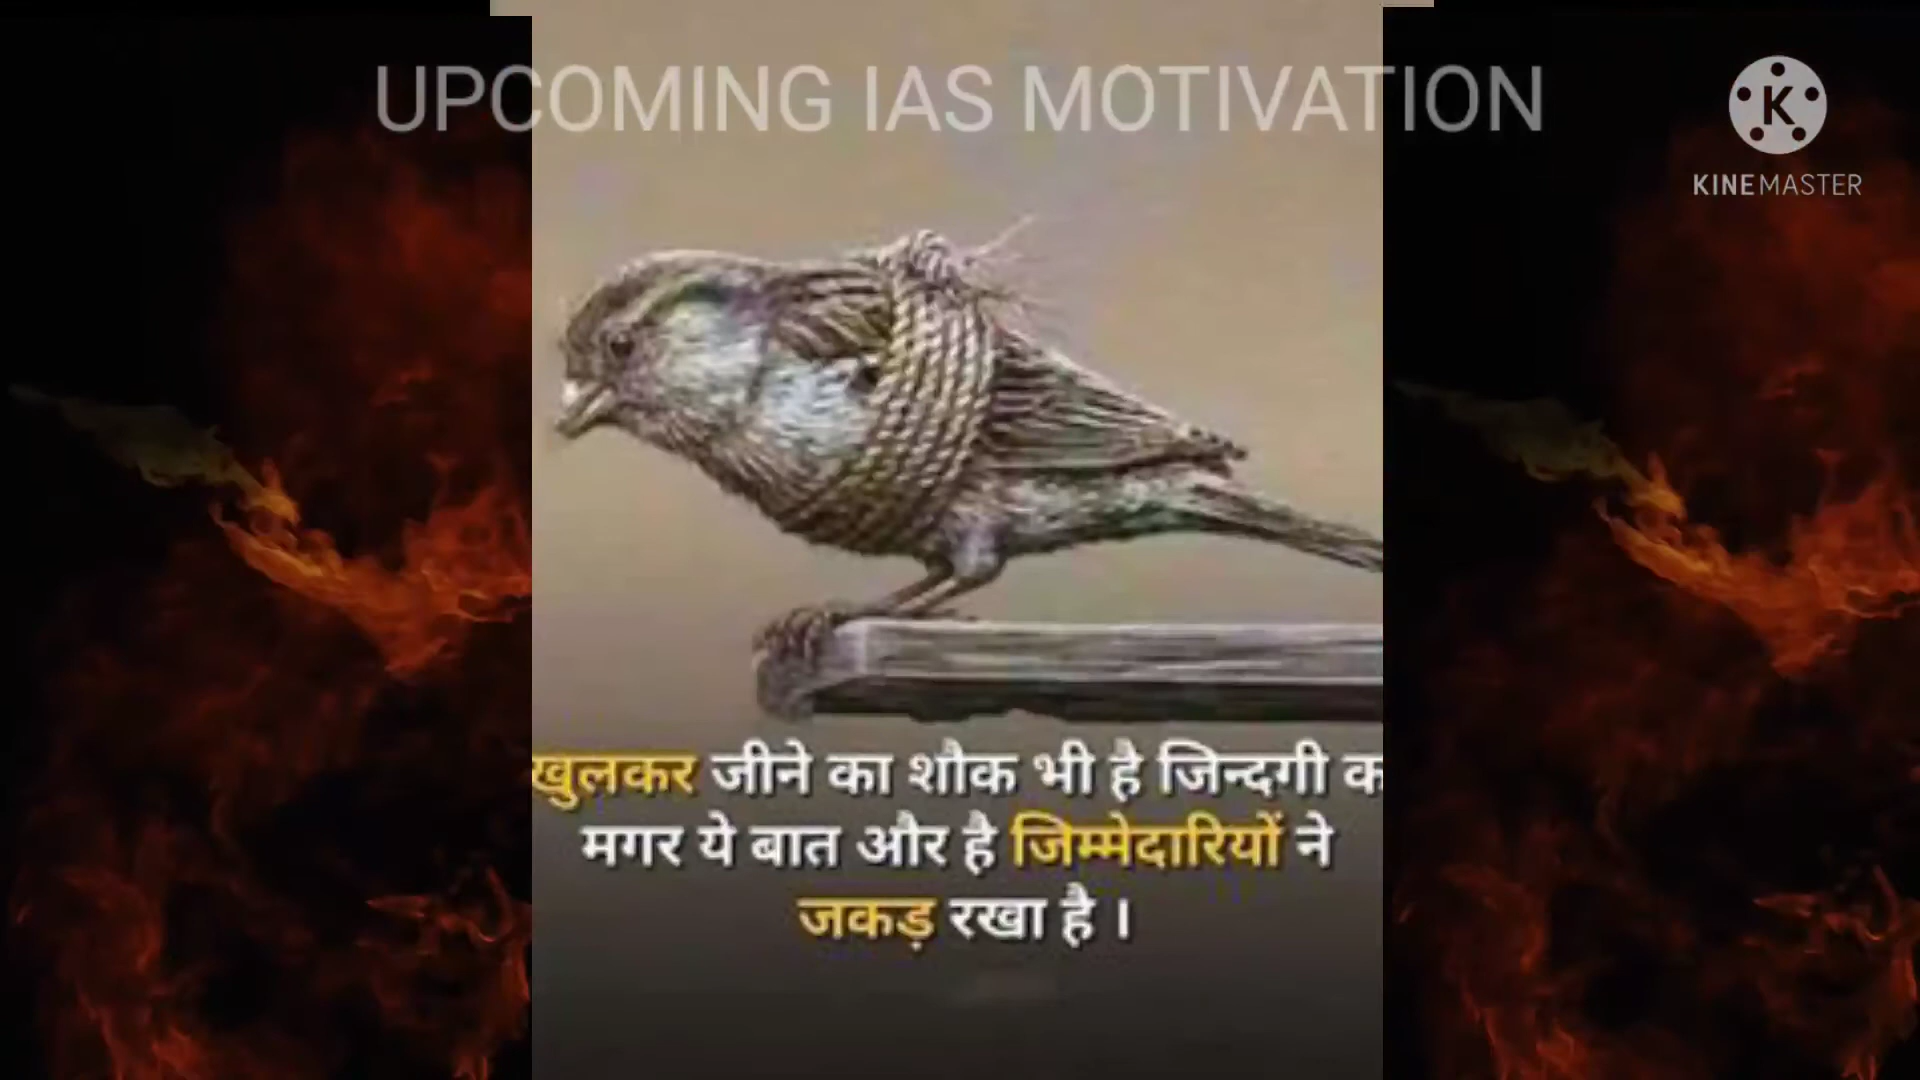 UPCOMING IAS MOTIVATION
K
KINEMASTER
खुलकर जीने का शौक भी है जिन्दगी
मगर ये बात और है जिम्मेदारियों ने
जकड़ रखा है ।